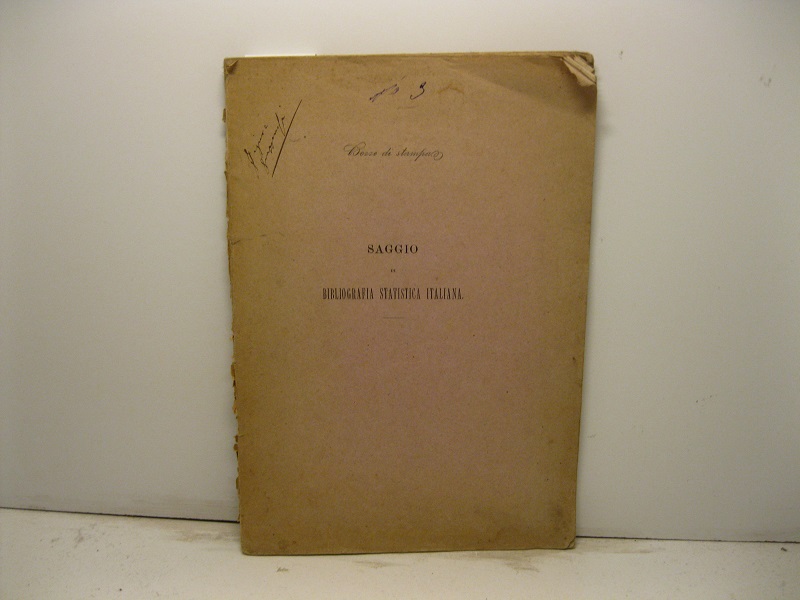 3
Bozze di stampa
SAGGIO
DI
BIBLIOGRAFIA STATISTICA ITALIANA.